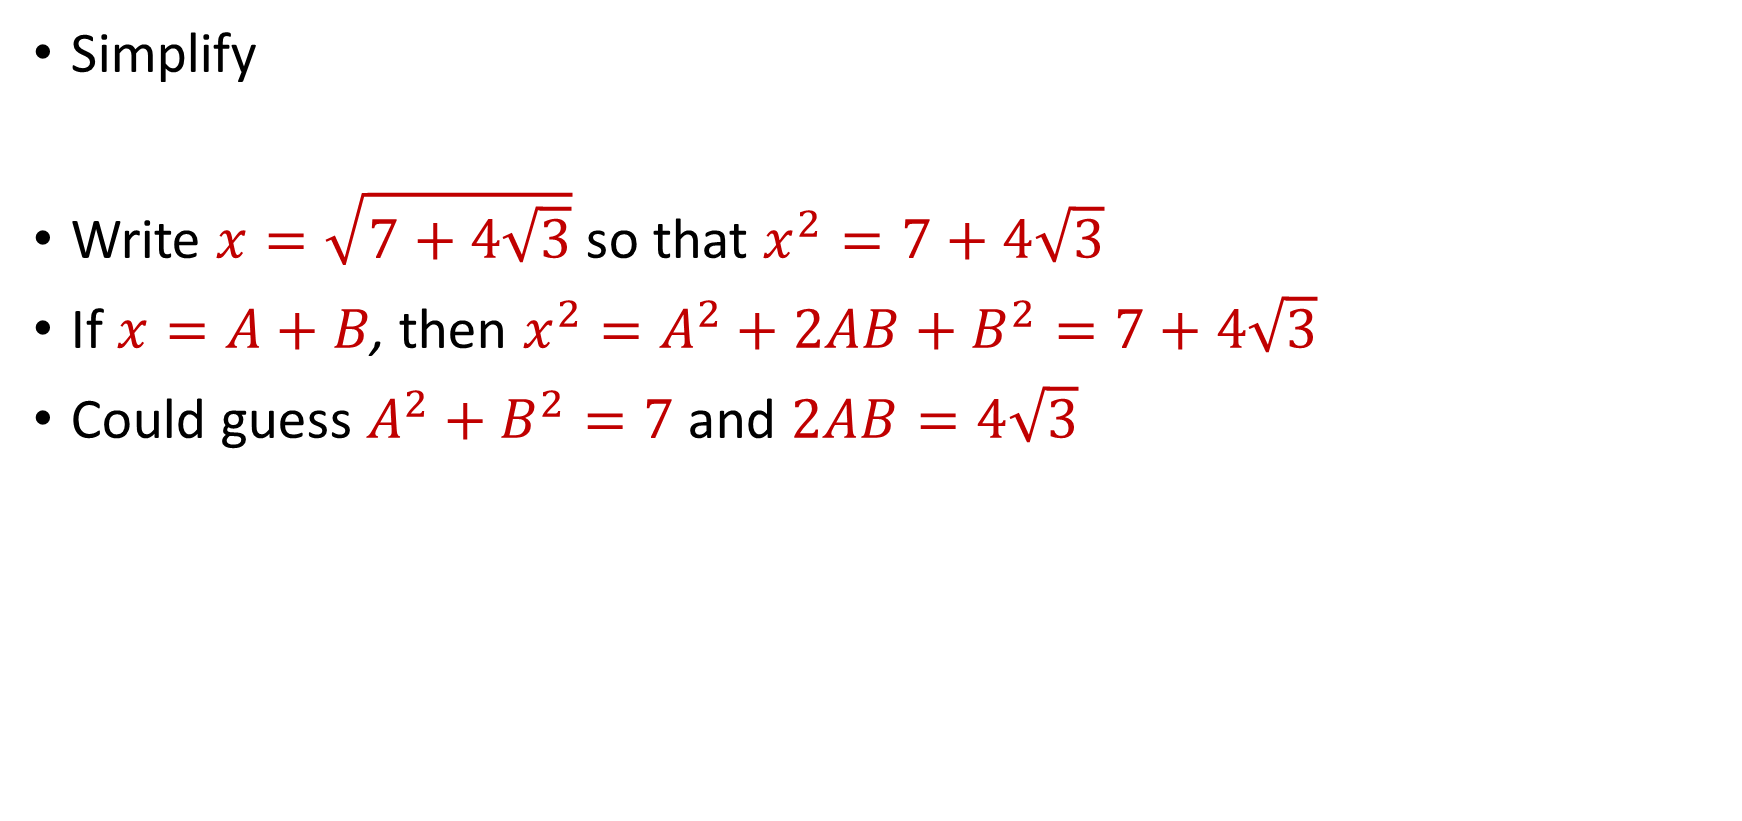 • Simplify
• Write x = √(7 + 4√3) so that x² = 7 + 4√3
• If x = A + B, then x² = A² + 2AB + B² = 7 + 4√3
• Could guess A² + B² = 7 and 2AB = 4√3